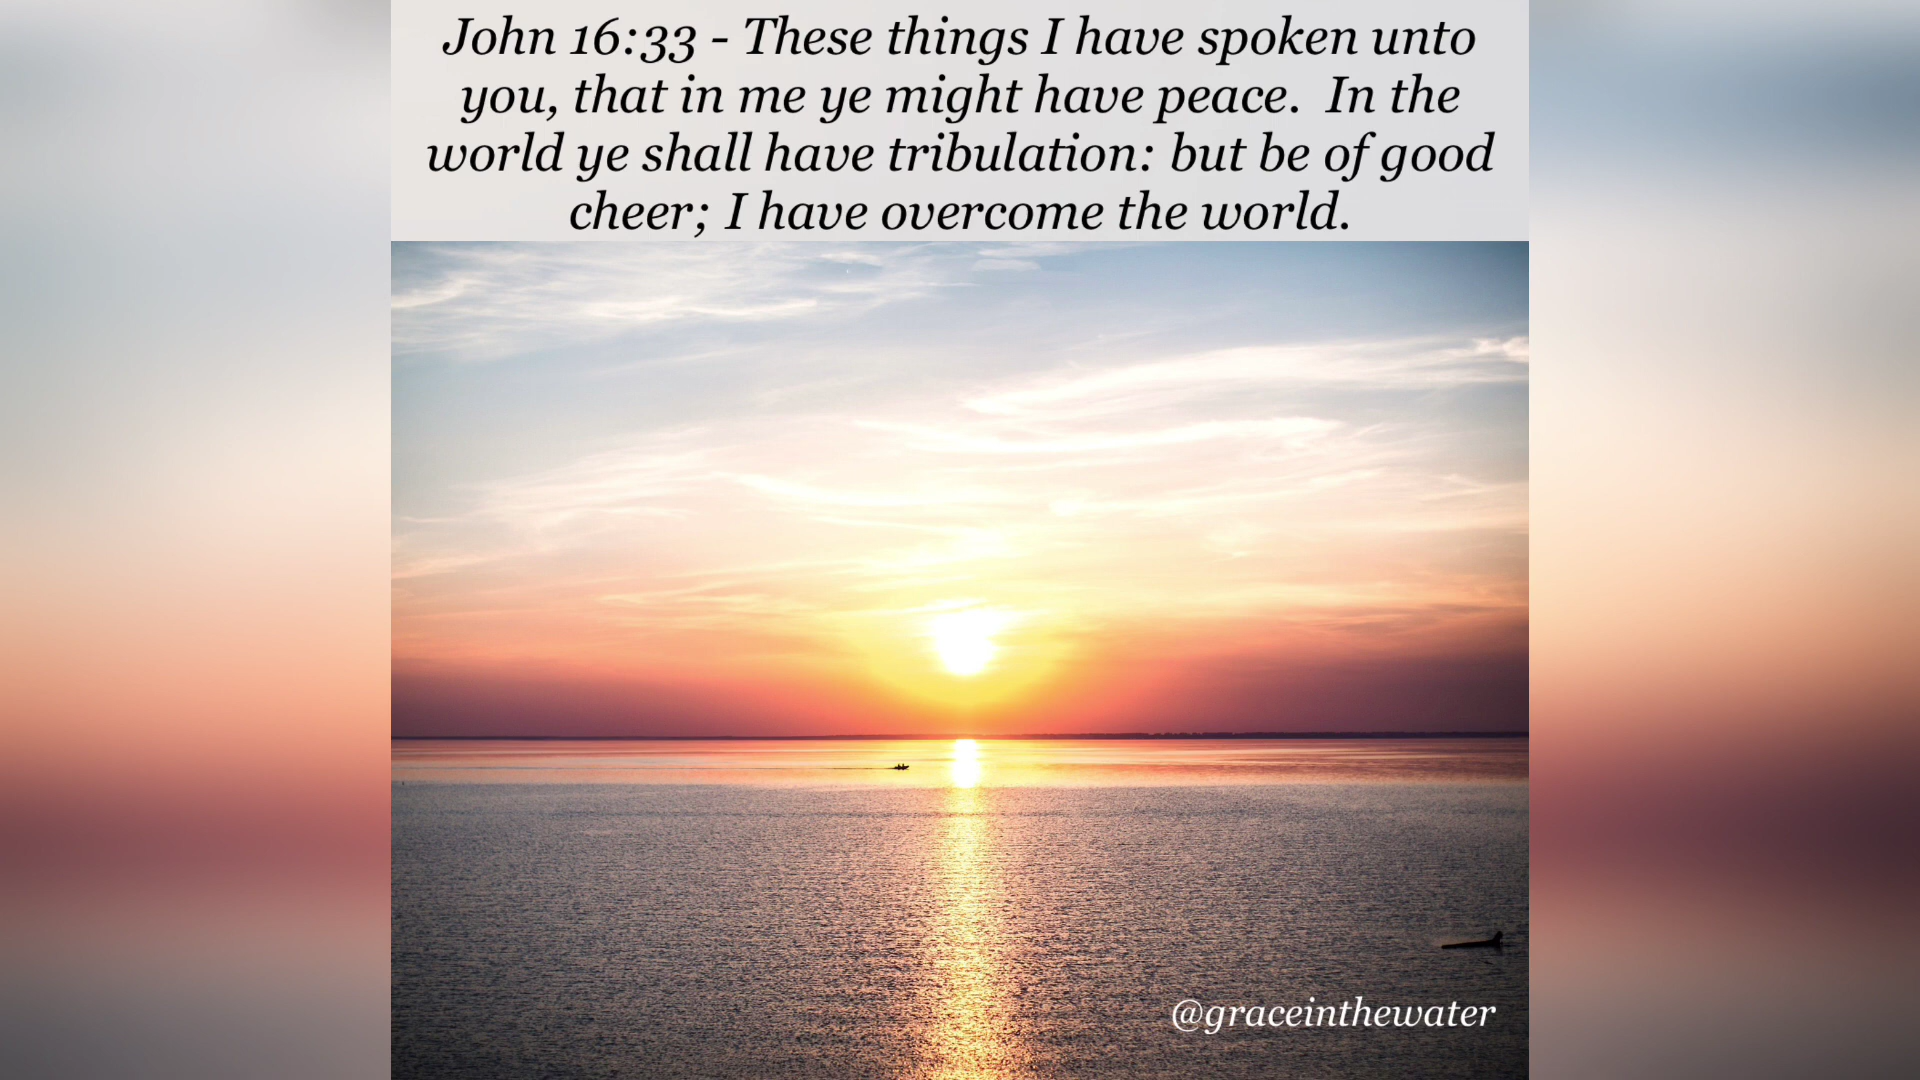 John 16:33 - These things I have spoken unto
you, that in me ye might have peace.  In the
world ye shall have tribulation: but be of good
cheer; I have overcome the world.
@graceinthewater